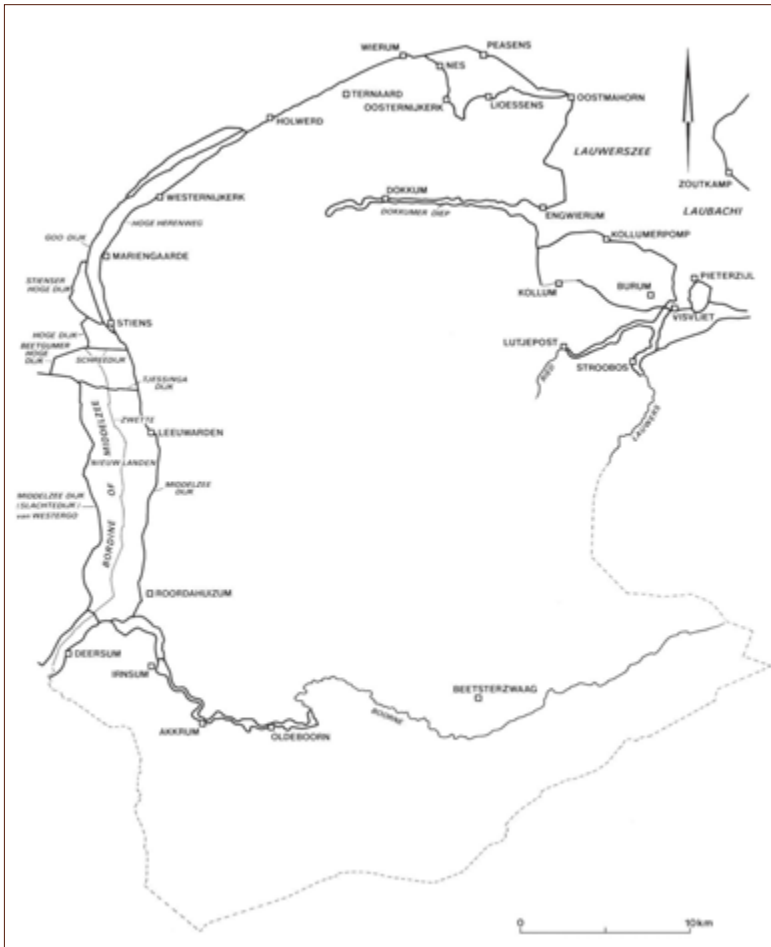 WIERUM
PEASENS
NES
TERNAARD
OOSTERNIJKERK
LIOESSENS
OOSTMAHORN
HOLWERD
LAUWERSZEE
ZOUTKAMP
LAUBACHI
WESTERNIJKERK
DOKKUM
DOKKUMER DIEP
ENGWIERUM
HOGE HERENWEG
GOO DIJK
KOLLUMERPOMP
MARIENGAARDE
PIETERZIJL
STIENSER
HOGE DIJK
KOLLUM
BURUM
VISVLIET
STIENS
HOGE DIJK
BEETGUMER
HOGE
DIJK
SCHREEDIJK
LUTJEPOST
STROOBOS
RIED
TJESSINGA
DIJK
LAUWERS
ZWETTE
LEEUWARDEN
NIEUW LANDEN
BORDINE OF MIDDELZEE
MIDDELZEE
DIJK
MIDDELZEE DIJK
(SLACHTEDIJK)
van WESTERGO
ROORDAHUIZUM
DEERSUM
IRNSUM
BEETSTERZWAAG
BOORNE
AKKRUM
OLDEBOORN
0 10km